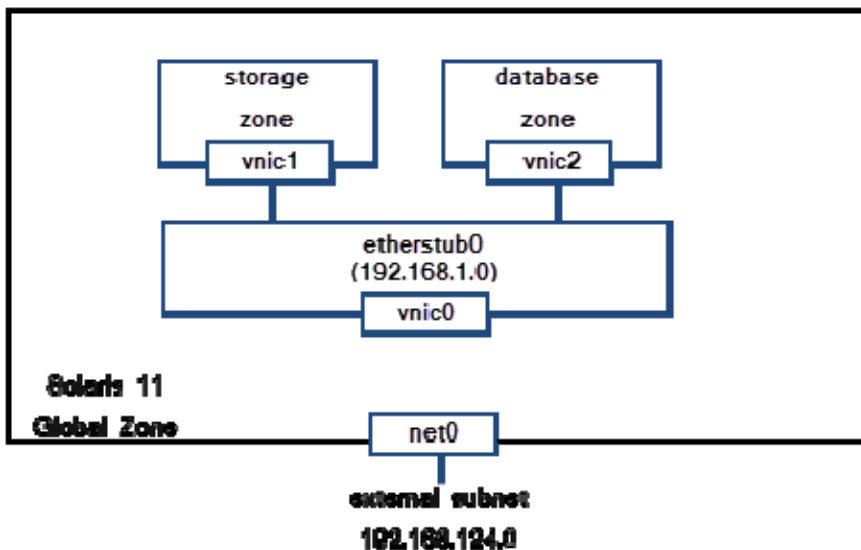 storage
zone
vnic1
database
zone
vnic2
etherstub0
(192.168.1.0)
vnic0
Solaris 11
Global Zone
net0
external subnet
192.168.124.0